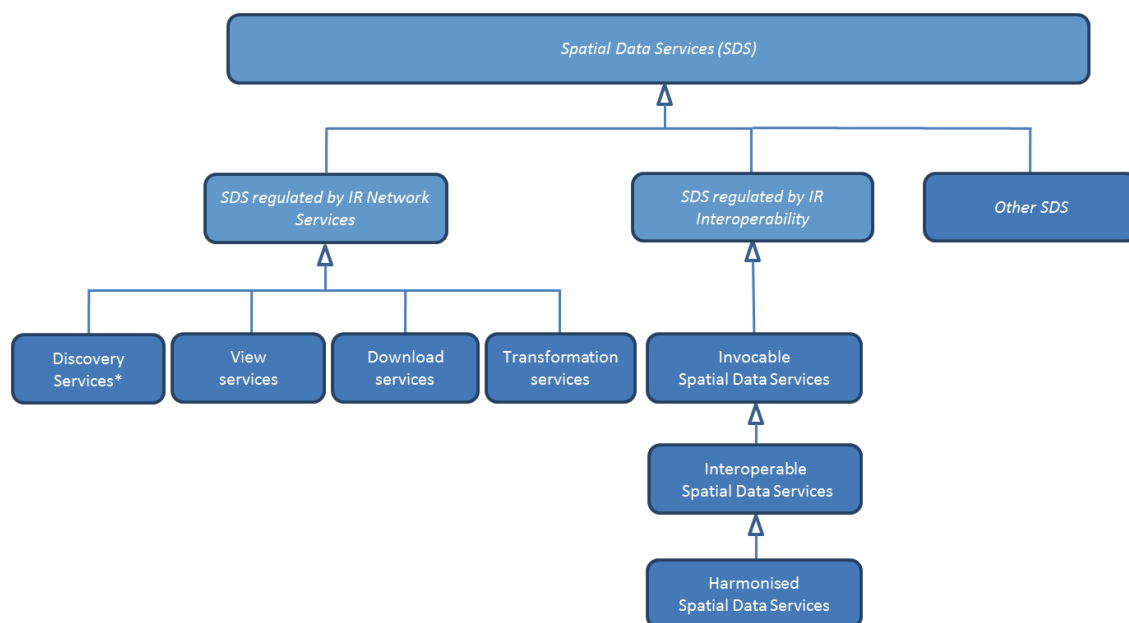 Spatial Data Services (SDS)
SDS regulated by IR Network
Services
SDS regulated by IR
Interoperability
Other SDS
Discovery
Services*
View
services
Download
services
Transformation
services
Invocable
Spatial Data Services
Interoperable
Spatial Data Services
Harmonised
Spatial Data Services